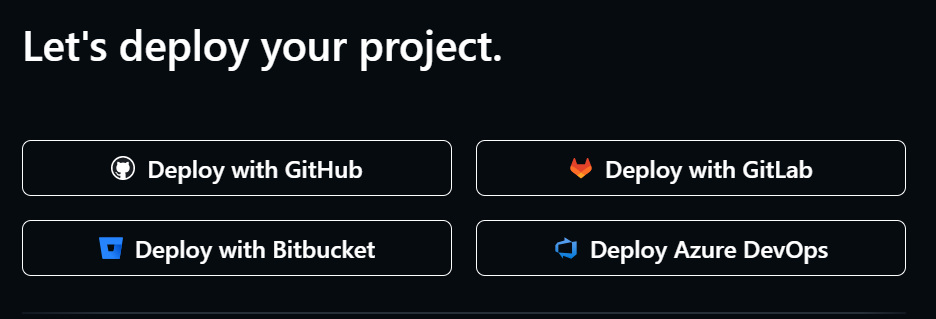 Let's deploy your project.
Deploy with GitHub
Deploy with GitLab
Deploy with Bitbucket
Deploy Azure DevOps